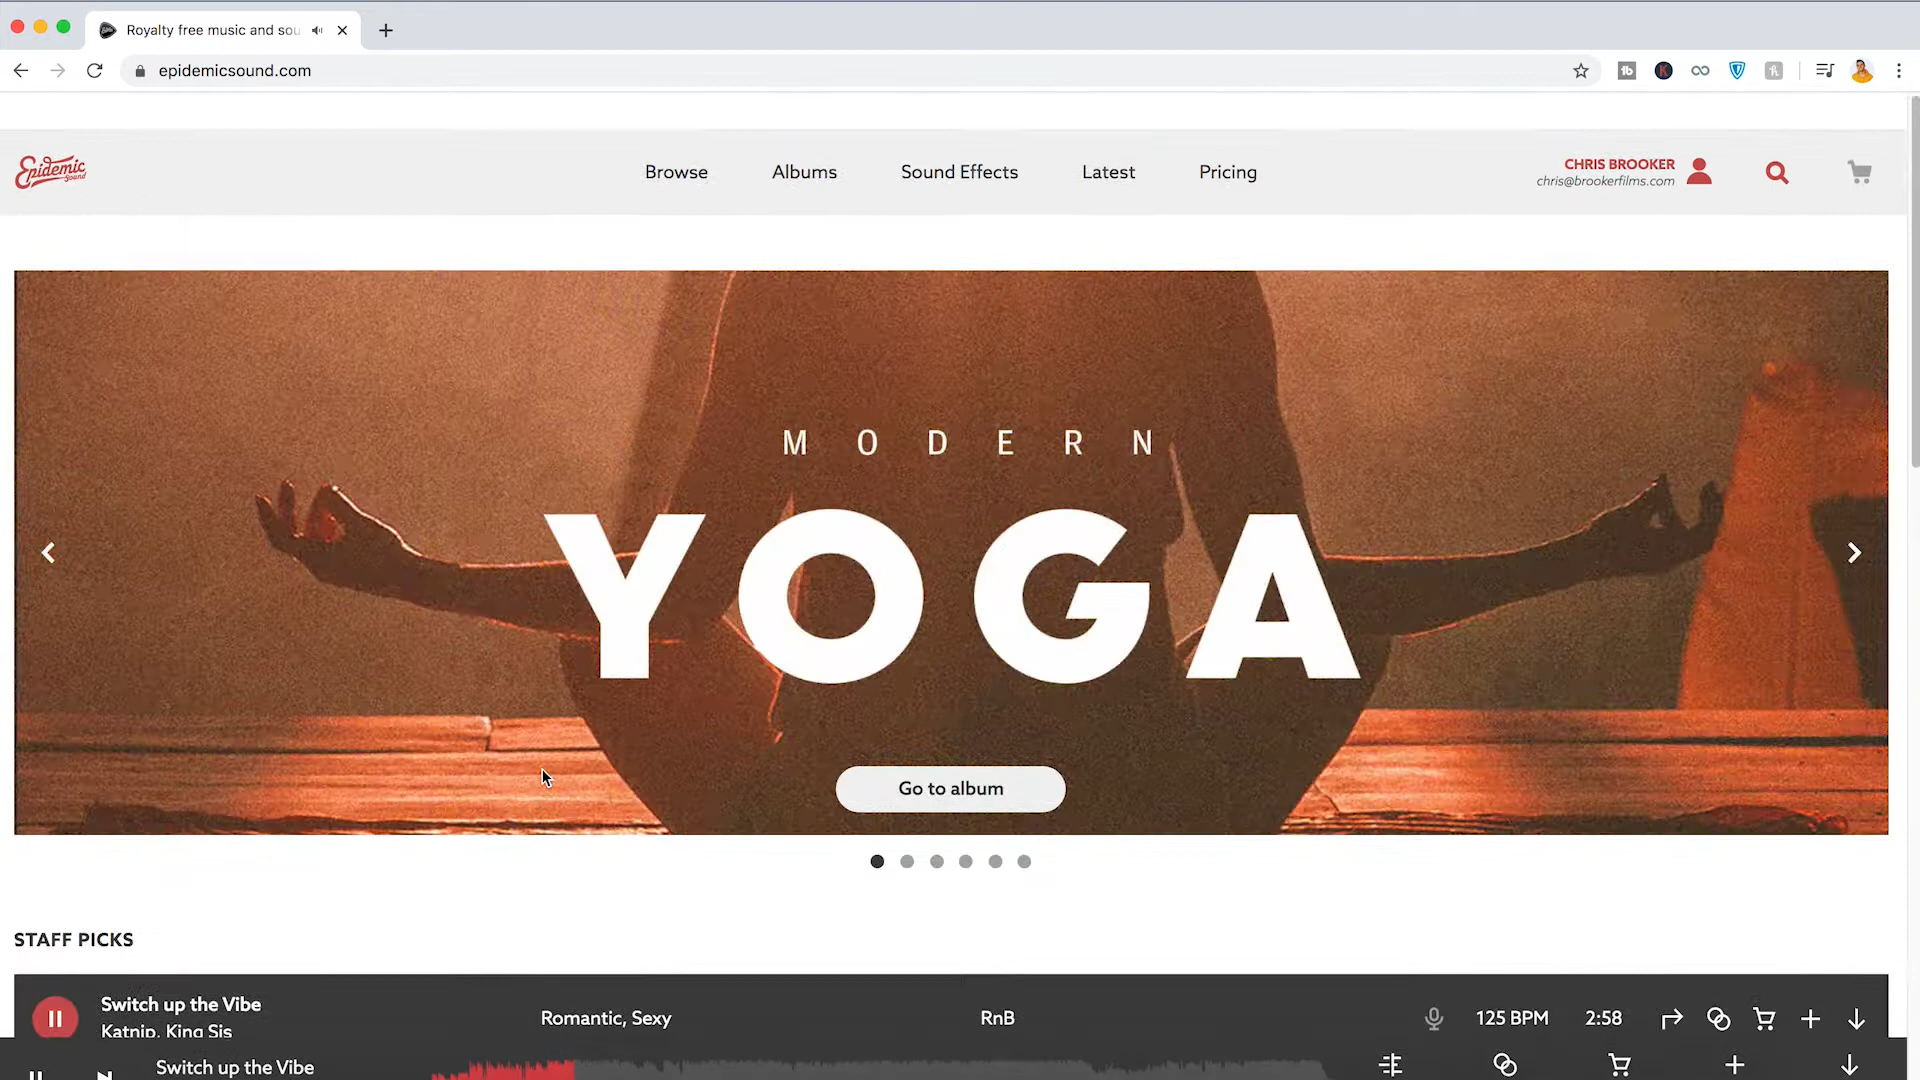 Royalty free music and sou
epidemicsound.com
Epidemic
Sound
Browse
Albums
Sound Effects
Latest
Pricing
CHRIS BROOKER
chris@brookerfilms.com
MODERN
YOGA
Go to album
STAFF PICKS
Switch up the Vibe
Katnip, King Sis
Romantic, Sexy
RnB
125 BPM
2:58
Switch up the Vibe